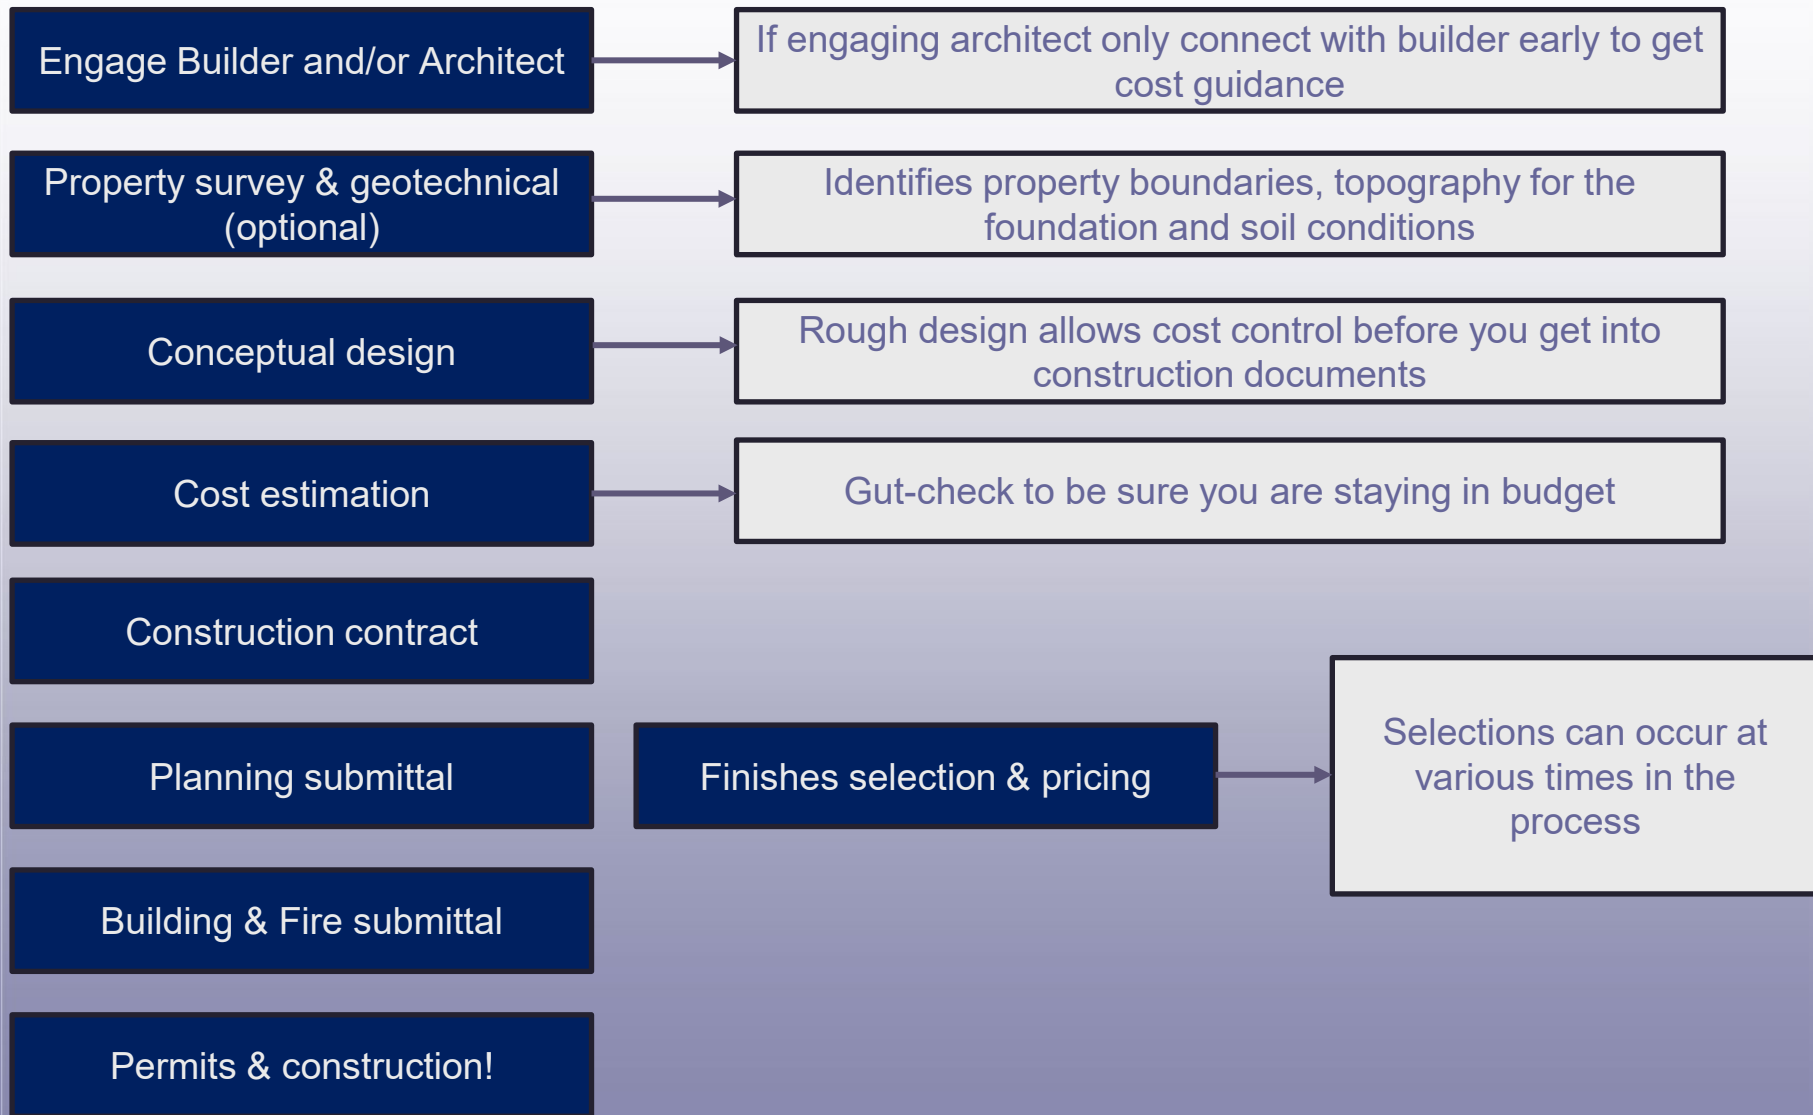 Engage Builder and/or Architect
If engaging architect only connect with builder early to get
cost guidance
Property survey & geotechnical
(optional)
Identifies property boundaries, topography for the
foundation and soil conditions
Conceptual design
Rough design allows cost control before you get into
construction documents
Cost estimation
Gut-check to be sure you are staying in budget
Construction contract
Planning submittal
Finishes selection & pricing
Selections can occur at
various times in the
process
Building & Fire submittal
Permits & construction!